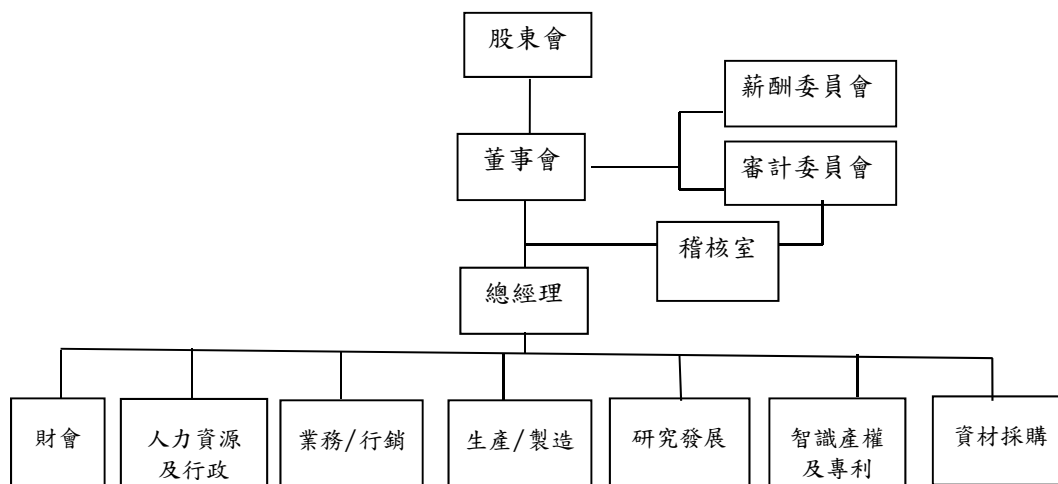 股東會
薪酬委員會
董事會
審計委員會
稽核室
總經理
財會
人力資源
及行政
業務/行銷
生產/製造
研究發展
智識產權
及專利
資材採購